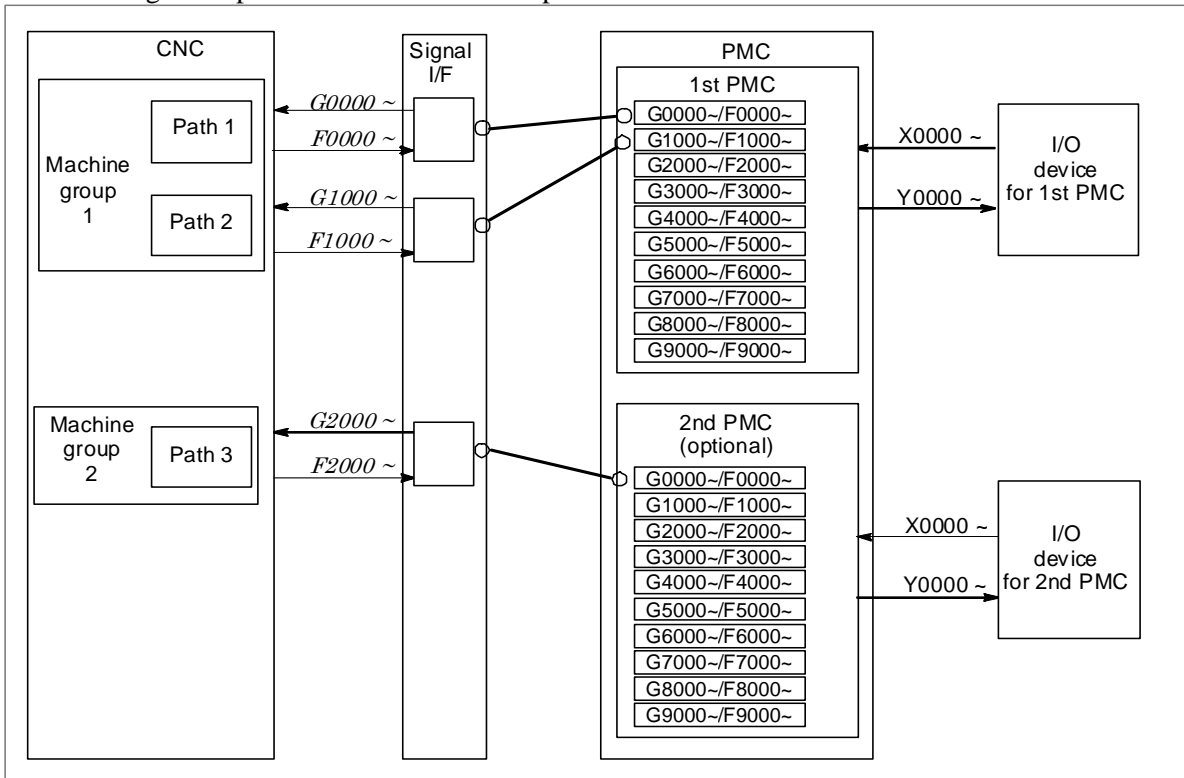 CNC
Machine
group
1
Path 1
Path 2
Machine
group
2
Path 3
G0000 ~
F0000 ~
G1000 ~
F1000 ~
G2000 ~
F2000 ~
Signal
I/F
PMC
1st PMC
G0000~/F0000~
G1000~/F1000~
G2000~/F2000~
G3000~/F3000~
G4000~/F4000~
G5000~/F5000~
G6000~/F6000~
G7000~/F7000~
G8000~/F8000~
G9000~/F9000~
2nd PMC
(optional)
G0000~/F0000~
G1000~/F1000~
G2000~/F2000~
G3000~/F3000~
G4000~/F4000~
G5000~/F5000~
G6000~/F6000~
G7000~/F7000~
G8000~/F8000~
G9000~/F9000~
X0000 ~
Y0000 ~
I/O
device
for 1st PMC
X0000 ~
Y0000 ~
I/O
device
for 2nd PMC